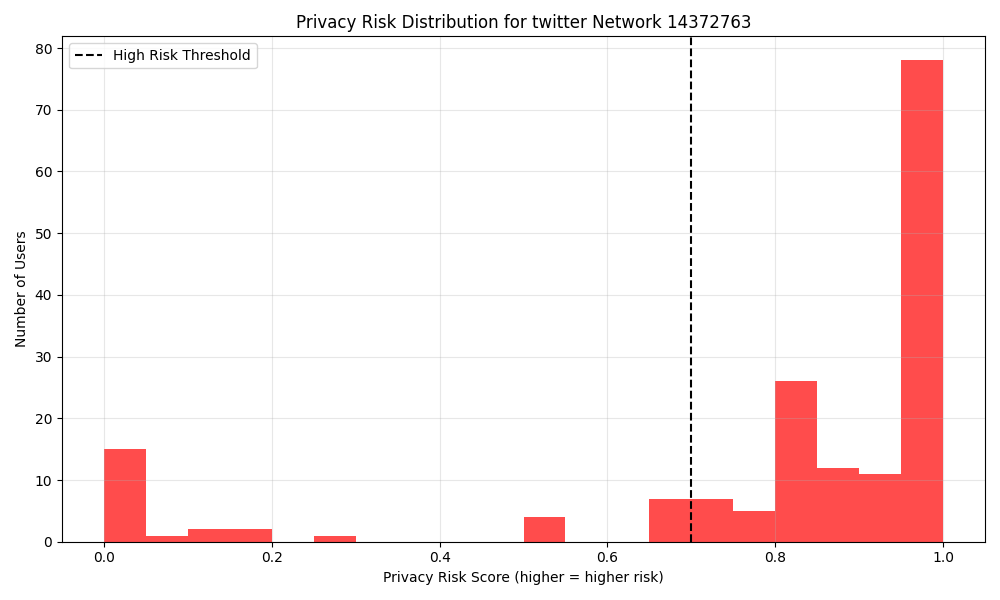 Privacy Risk Distribution for twitter Network 14372763
High Risk Threshold
80
70
60
50
40
30
20
10
0
Number of Users
0.0 0.2 0.4 0.6 0.8 1.0
Privacy Risk Score (higher = higher risk)